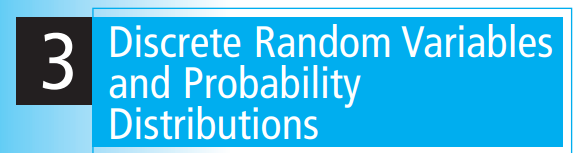 3
Discrete Random Variables
and Probability
Distributions